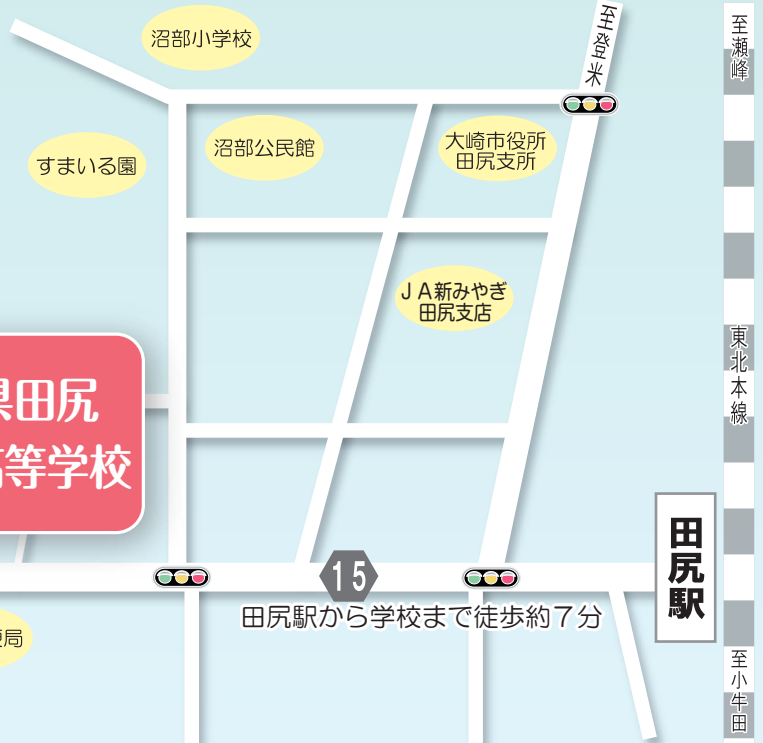 沼部小学校
至登米
至瀬峰
沼部公民館
大崎市役所
田尻支所
すまいる園
JA新みやぎ
田尻支店
東北本線
県田尻
高等学校
田尻駅
15
田尻駅から学校まで徒歩約7分
便局
至小牛田